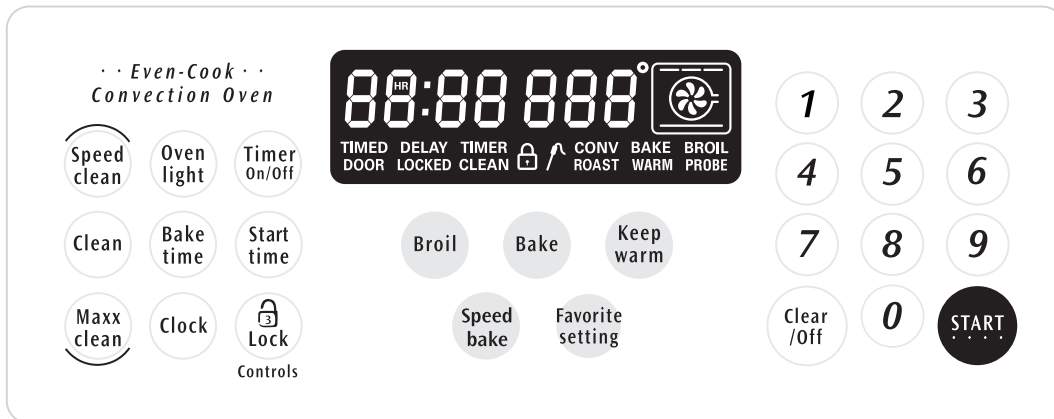 · · Even-Cook · ·
Convection Oven
Speed
clean
Oven
light
Timer
On/Off
Clean
Bake
time
Start
time
Maxx
clean
Clock
3
Lock
Controls
88:88 888°
HR
TIMED DELAY TIMER CONV BAKE BROIL
DOOR LOCKED CLEAN ROAST WARM PROBE
Broil
Bake
Keep
warm
Speed
bake
Favorite
setting
1 2 3
4 5 6
7 8 9
Clear
/Off
0
START